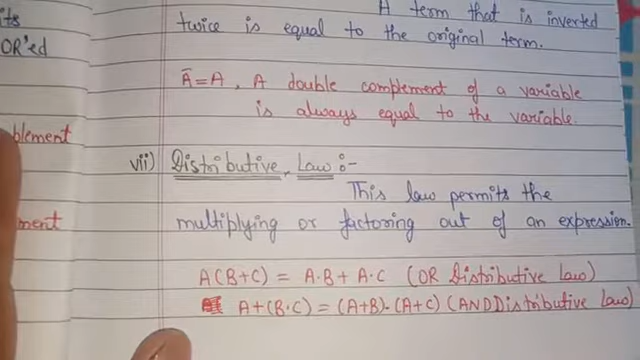 its
OR'ed
plement
ment
A term that is inverted
twice is equal to the original term.
Ā = A, A double complement of a variable
is always equal to the variable.
vii) Distributive Law :-
This law permits the
multiplying or factoring out of an expression.
A(B+C) = A·B + A·C (OR Distributive law)
A+(B·C) = (A+B)·(A+C) (AND Distributive law)